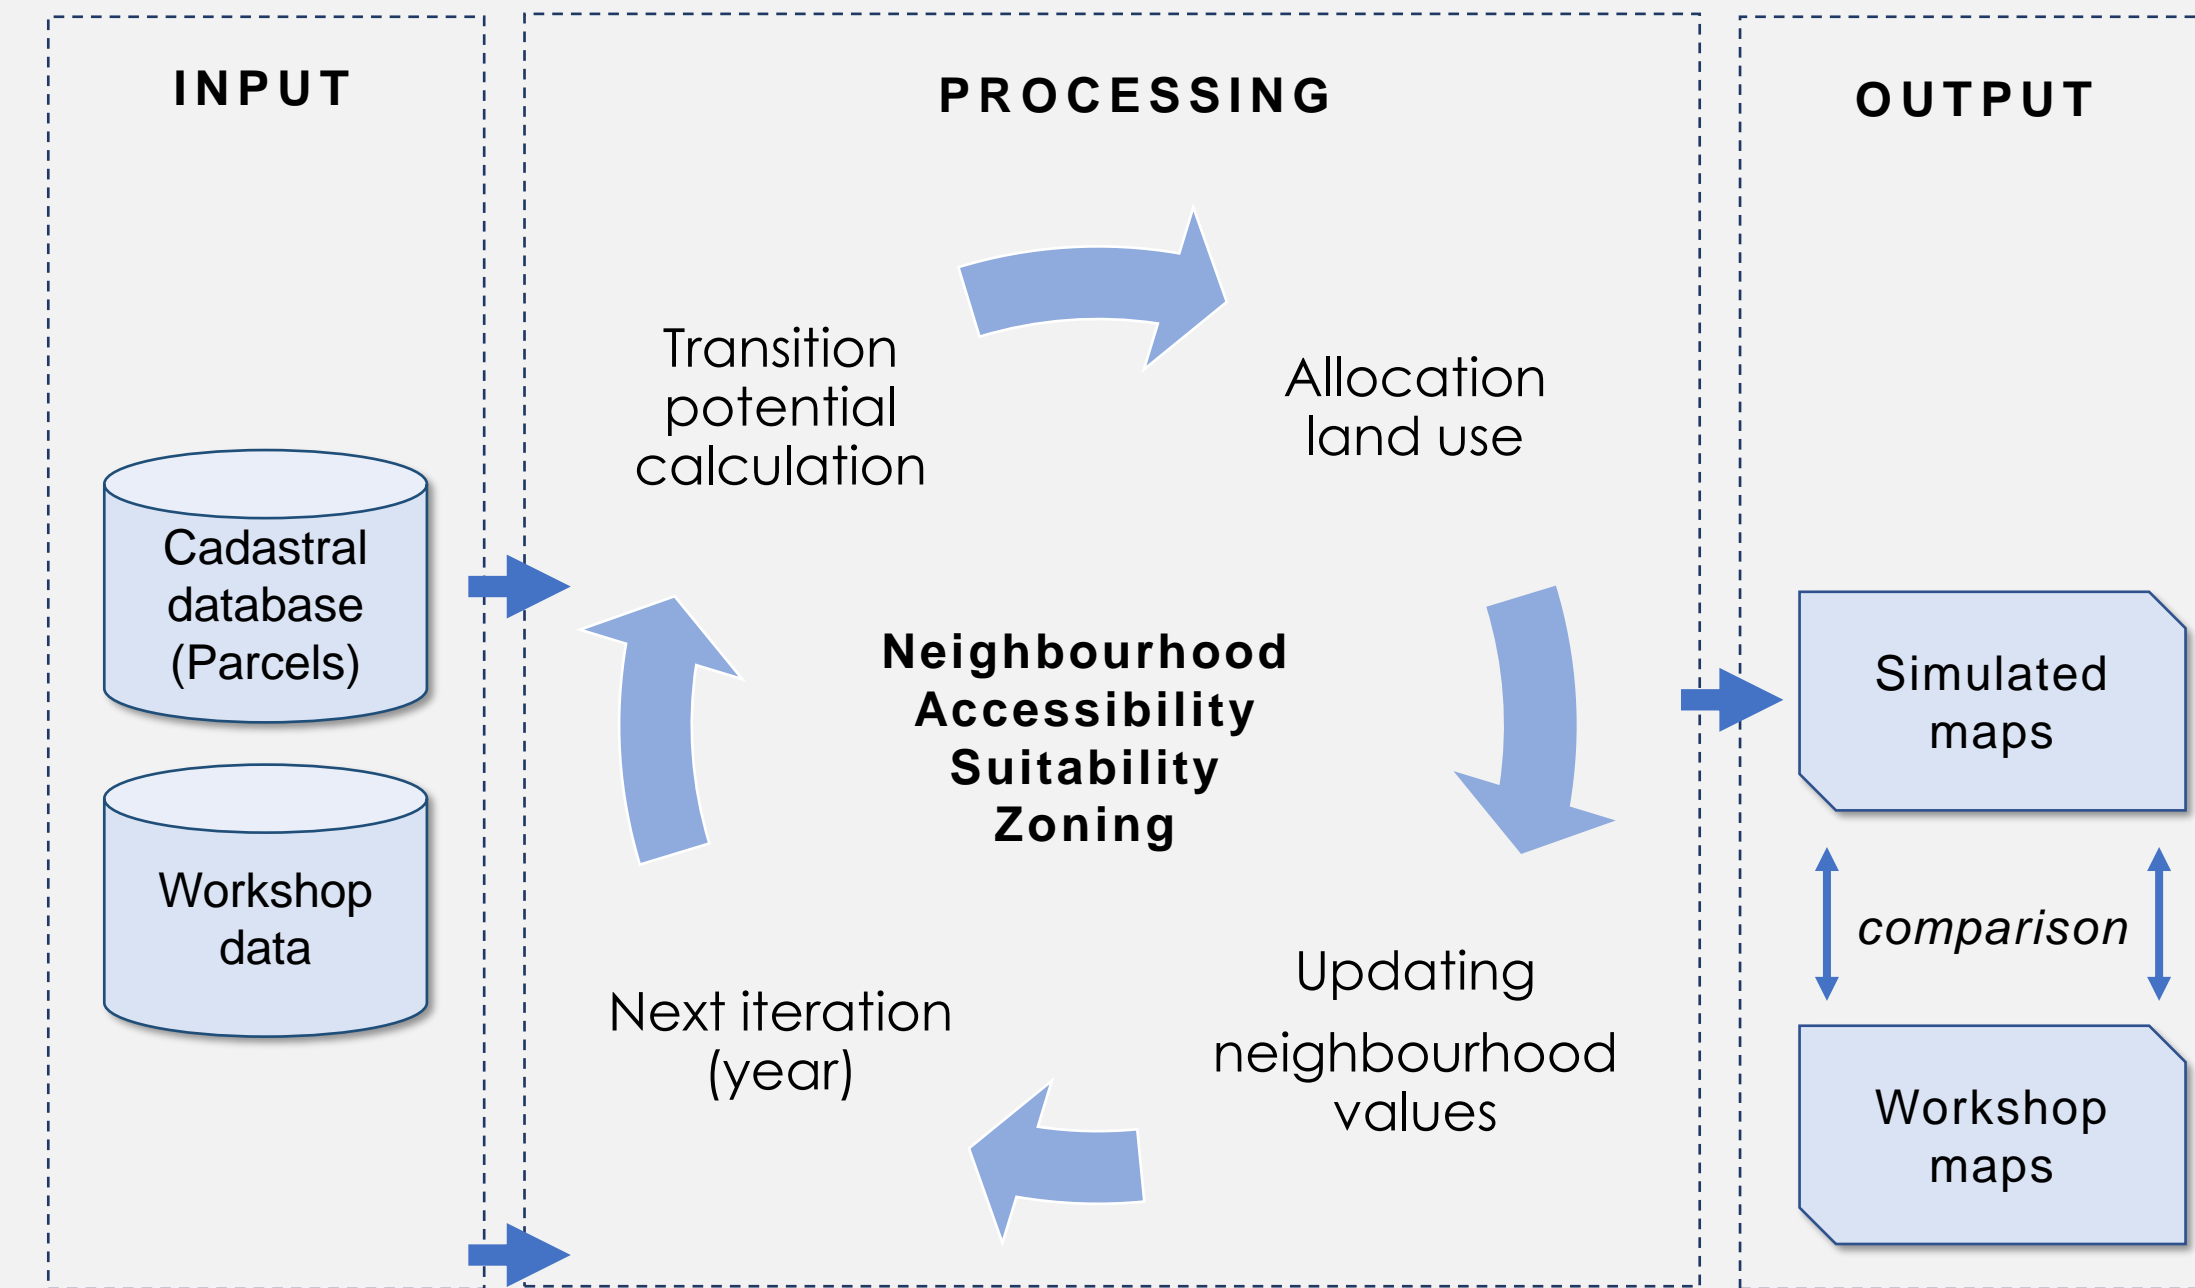 INPUT
Cadastral
database
(Parcels)
Workshop
data
PROCESSING
Transition
potential
calculation
Allocation
land use
Neighbourhood
Accessibility
Suitability
Zoning
Updating
neighbourhood
values
Next iteration
(year)
OUTPUT
Simulated
maps
comparison
Workshop
maps